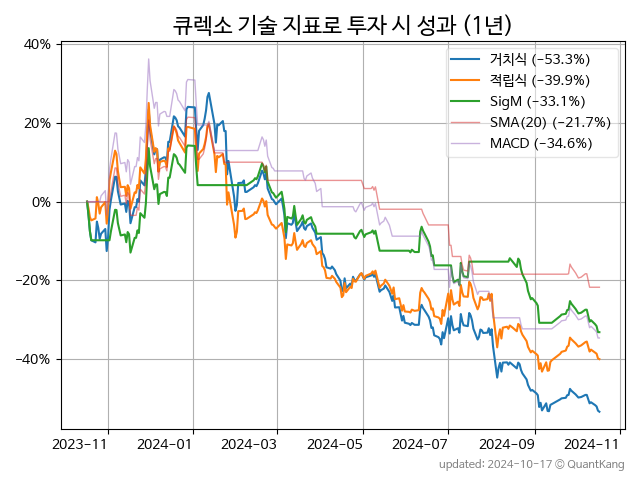 큐렉소 기술 지표로 투자 시 성과 (1년)
40%
20%
0%
−20%
−40%
거치식 (−53.3%)
적립식 (−39.9%)
SigM (−33.1%)
SMA(20) (−21.7%)
MACD (−34.6%)
2023-11 2024-01 2024-03 2024-05 2024-07 2024-09 2024-11
updated: 2024-10-17 ⓒ QuantKang